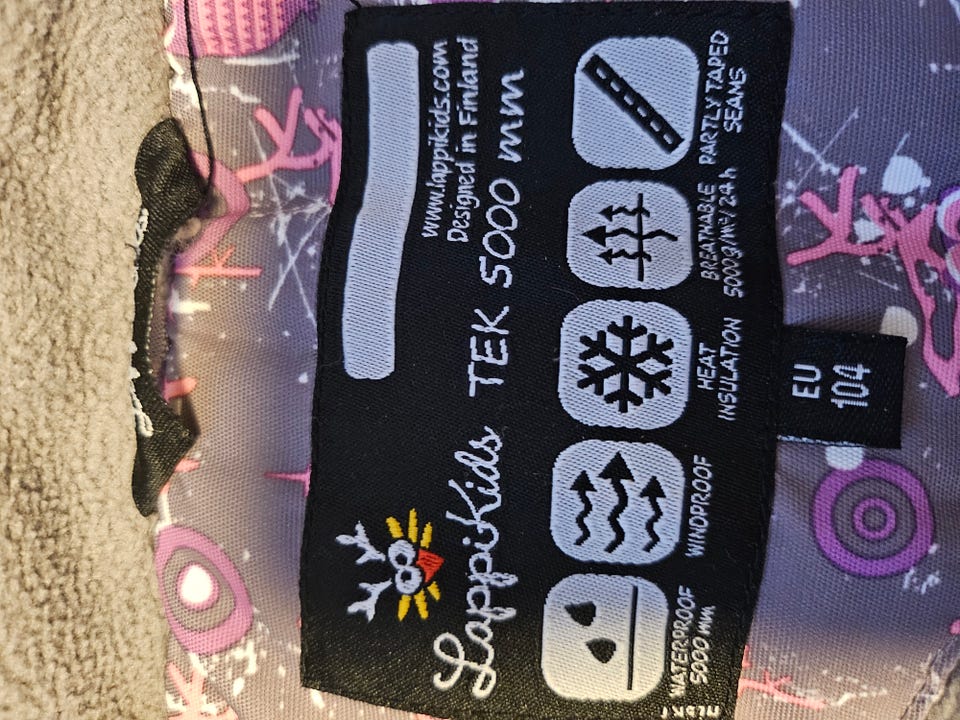 www.lappikids.com
Designed in Finland
LappiKids TEK 5000 mm
WATERPROOF
5000 mm
WINDPROOF
HEAT
INSULATION
BREATHABLE
5000g/m²/24h
PARTLY TAPED
SEAMS
EU
104